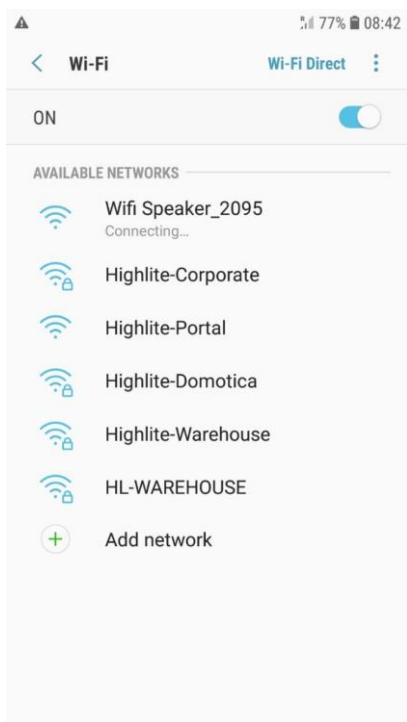 77% 08:42
Wi-Fi Wi-Fi Direct
ON
AVAILABLE NETWORKS
Wifi Speaker_2095
Connecting...
Highlite-Corporate
Highlite-Portal
Highlite-Domotica
Highlite-Warehouse
HL-WAREHOUSE
Add network